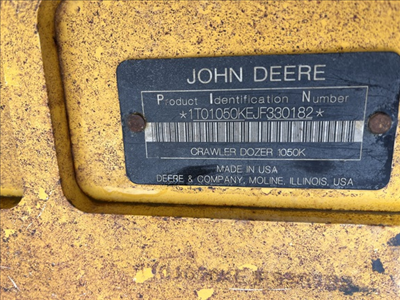 JOHN DEERE
Product Identification Number
*1T01050KEJF330182*
CRAWLER DOZER 1050K
MADE IN USA
DEERE & COMPANY, MOLINE, ILLINOIS, USA